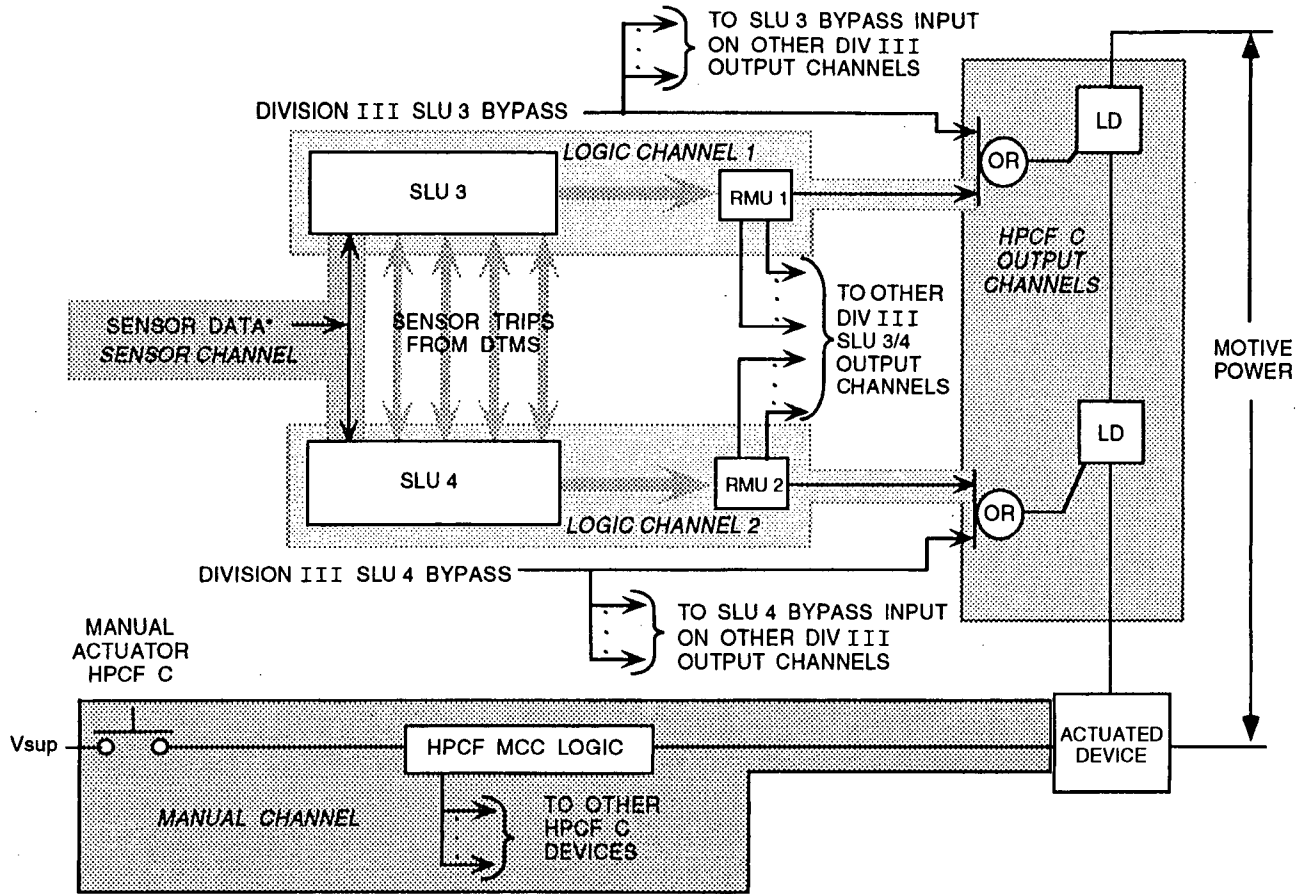 TO SLU 3 BYPASS INPUT
ON OTHER DIV III
OUTPUT CHANNELS
DIVISION III SLU 3 BYPASS
LD
LOGIC CHANNEL 1
OR
SLU 3
RMU 1
HPCF C
OUTPUT
CHANNELS
SENSOR DATA*
SENSOR CHANNEL
SENSOR TRIPS
FROM DTMS
TO OTHER
DIV III
SLU 3/4
OUTPUT
CHANNELS
MOTIVE
POWER
LD
SLU 4
RMU 2
OR
LOGIC CHANNEL 2
DIVISION III SLU 4 BYPASS
TO SLU 4 BYPASS INPUT
ON OTHER DIV III
OUTPUT CHANNELS
MANUAL
ACTUATOR
HPCF C
Vsup
HPCF MCC LOGIC
ACTUATED
DEVICE
MANUAL CHANNEL
TO OTHER
HPCF C
DEVICES